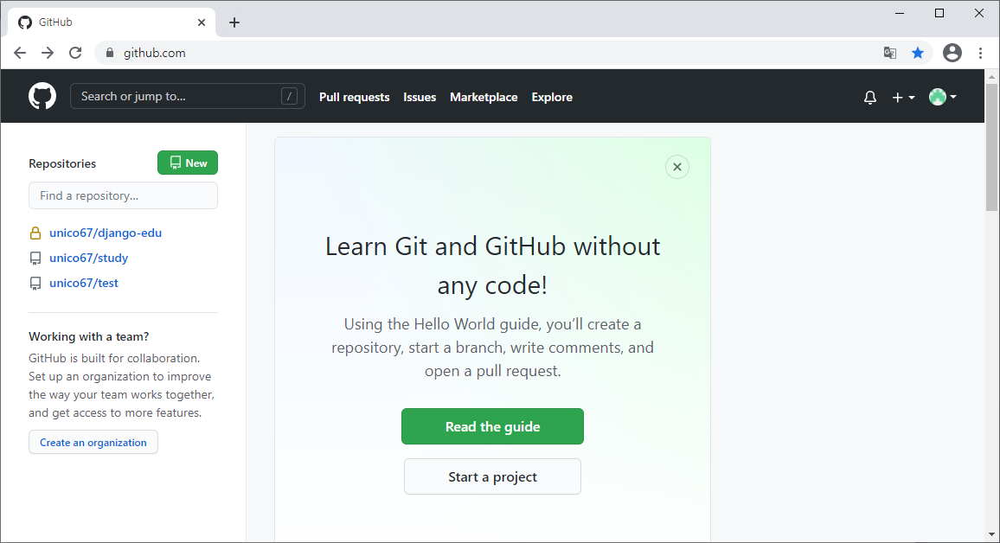 GitHub
github.com
Search or jump to...
/
Pull requests
Issues
Marketplace
Explore
Repositories
New
Find a repository...
unico67/django-edu
unico67/study
unico67/test
Working with a team?
GitHub is built for collaboration.
Set up an organization to improve
the way your team works together,
and get access to more features.
Create an organization
Learn Git and GitHub without
any code!
Using the Hello World guide, you’ll create a
repository, start a branch, write comments, and
open a pull request.
Read the guide
Start a project